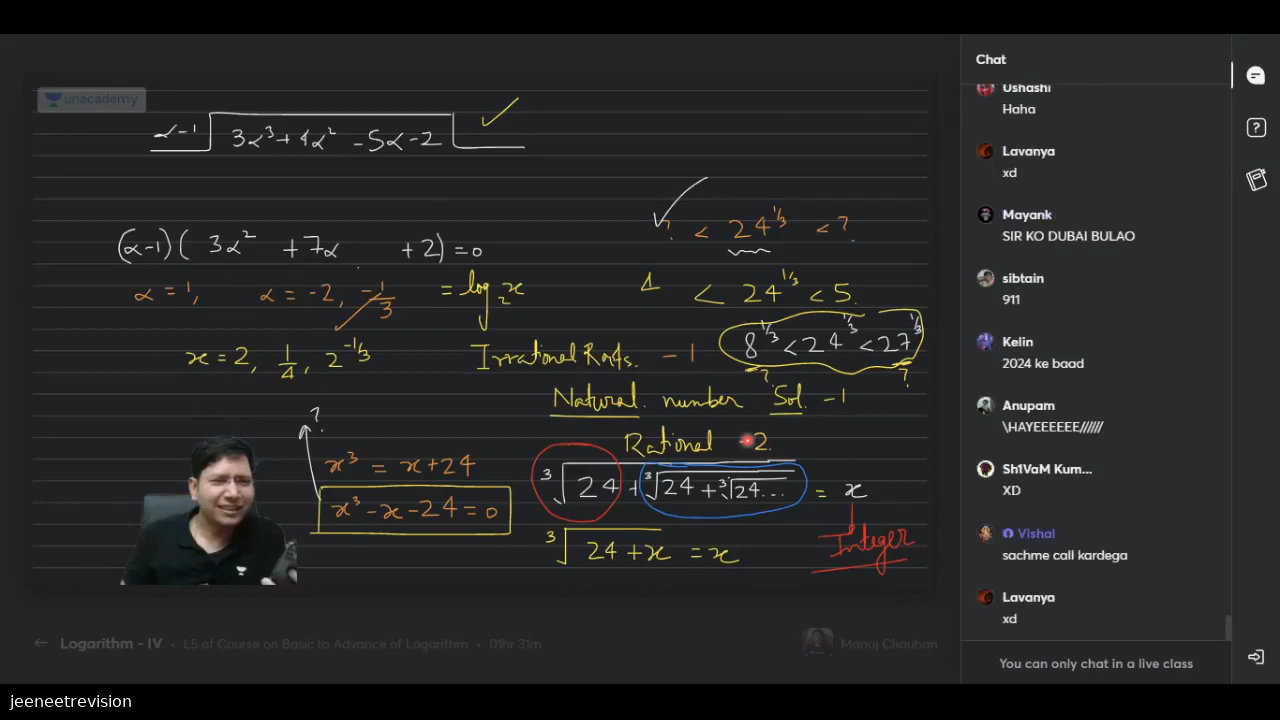 unacademy
α-1 3α³ + 4α² - 5α - 2
(α-1)( 3α² + 7α + 2) = 0
α = 1, α = -2, -1/3 = log₂x
x = 2, 1/4, 2^(-1/3) Irrational Roots. - 1
? < 24^(1/3) < ?
< 24^(1/3) < 5.
8^(1/3) < 24^(1/3) < 27^(1/3)
? ?
Natural number Sol. - 1
Rational 2
?
x³ = x + 24
x³ - x - 24 = 0
∛24 + ∛24 + ∛24... = x
∛24 + x = x
Integer
Logarithm - IV • L5 of Course on Basic to Advance of Logarithm • 01hr 31m
Manoj Chauhan
Chat
Ushashi
Haha
Lavanya
xd
Mayank
SIR KO DUBAI BULAO
sibtain
911
Kelin
2024 ke baad
Anupam
\HAYEEEEE//////
Sh1VaM Kum...
XD
Vishal
sachme call kardega
Lavanya
xd
You can only chat in a live class
jeeneetrevision